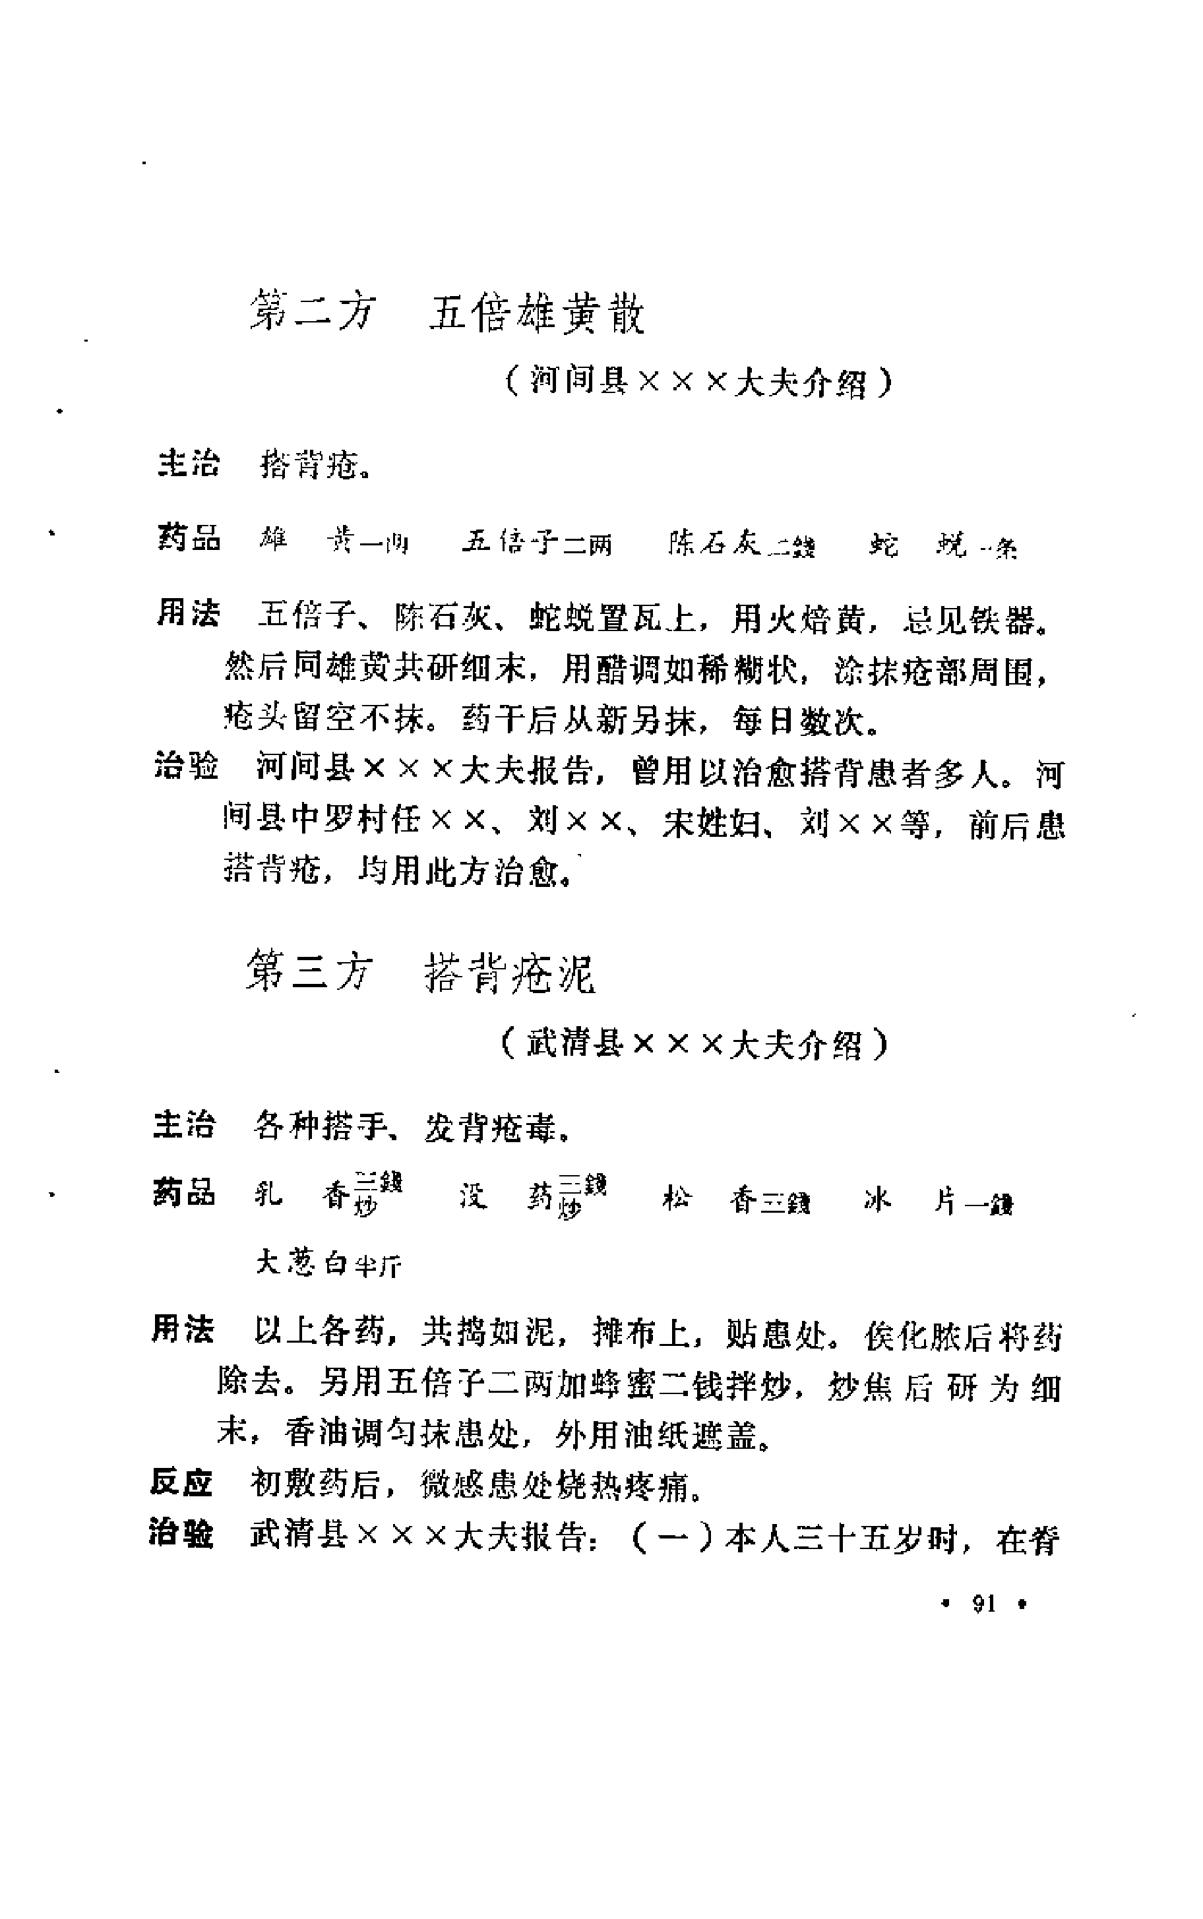 第二方　五倍雄黄散
（河间县×××大夫介绍）
主治　搭背疮。
药品　雄　黄一两　五倍子二两　陈石灰二錢　蛇　蜕一条
用法　五倍子、陈石灰、蛇蜕置瓦上，用火焙黄，忌见铁器。
然后同雄黄共研细末，用醋调如稀糊状，涂抹疮部周围，
疮头留空不抹。药干后从新另抹，每日数次。
治验　河间县×××大夫报告，曾用以治愈搭背患者多人。河
间县中罗村任××、刘××、宋姓妇、刘××等，前后患
搭背疮，均用此方治愈。
第三方　搭背疮泥
（武清县×××大夫介绍）
主治　各种搭手、发背疮毒。
药品　乳　香三錢炒　没　药三錢炒　松　香三錢　冰　片一錢
大葱白半斤
用法　以上各药，共捣如泥，摊布上，贴患处。俟化脓后将药
除去。另用五倍子二两加蜂蜜二钱拌炒，炒焦后研为细
末，香油调匀抹患处，外用油纸遮盖。
反应　初敷药后，微感患处烧热疼痛。
治验　武清县×××大夫报告：（一）本人三十五岁时，在脊
• 91 •